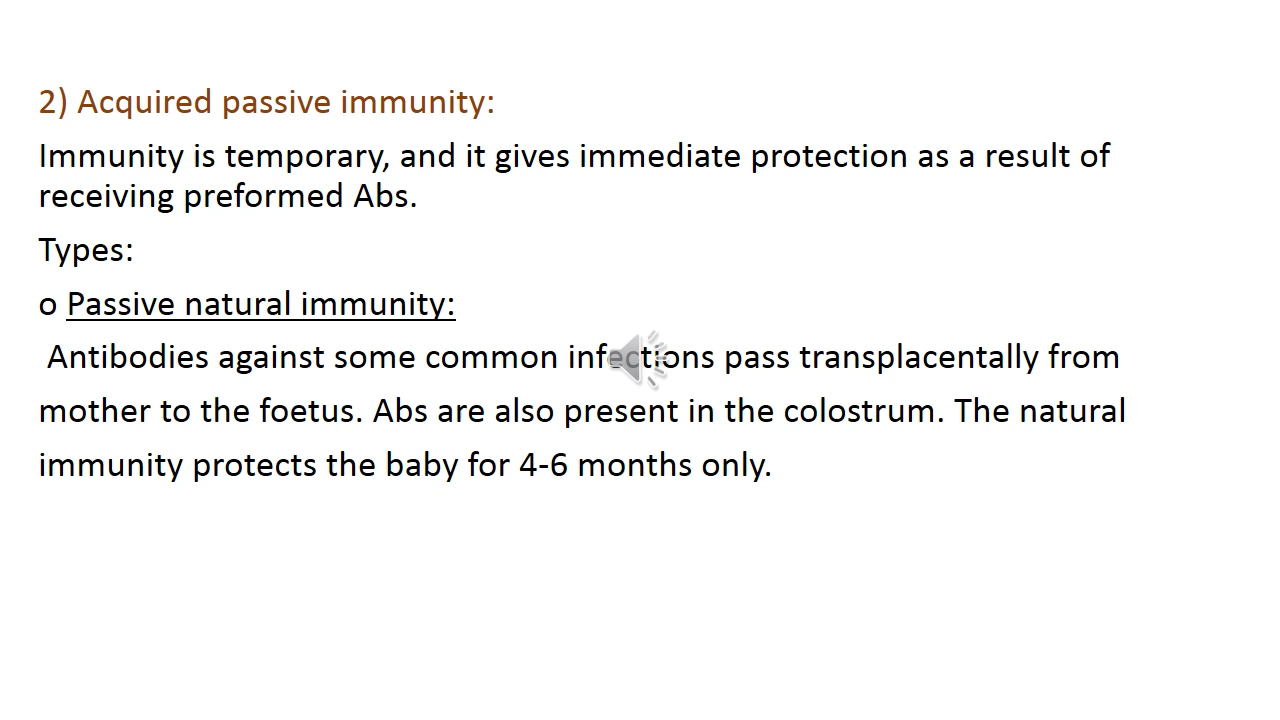 2) Acquired passive immunity:
Immunity is temporary, and it gives immediate protection as a result of
receiving preformed Abs.
Types:
o Passive natural immunity:
Antibodies against some common infections pass transplacentally from
mother to the foetus. Abs are also present in the colostrum. The natural
immunity protects the baby for 4-6 months only.